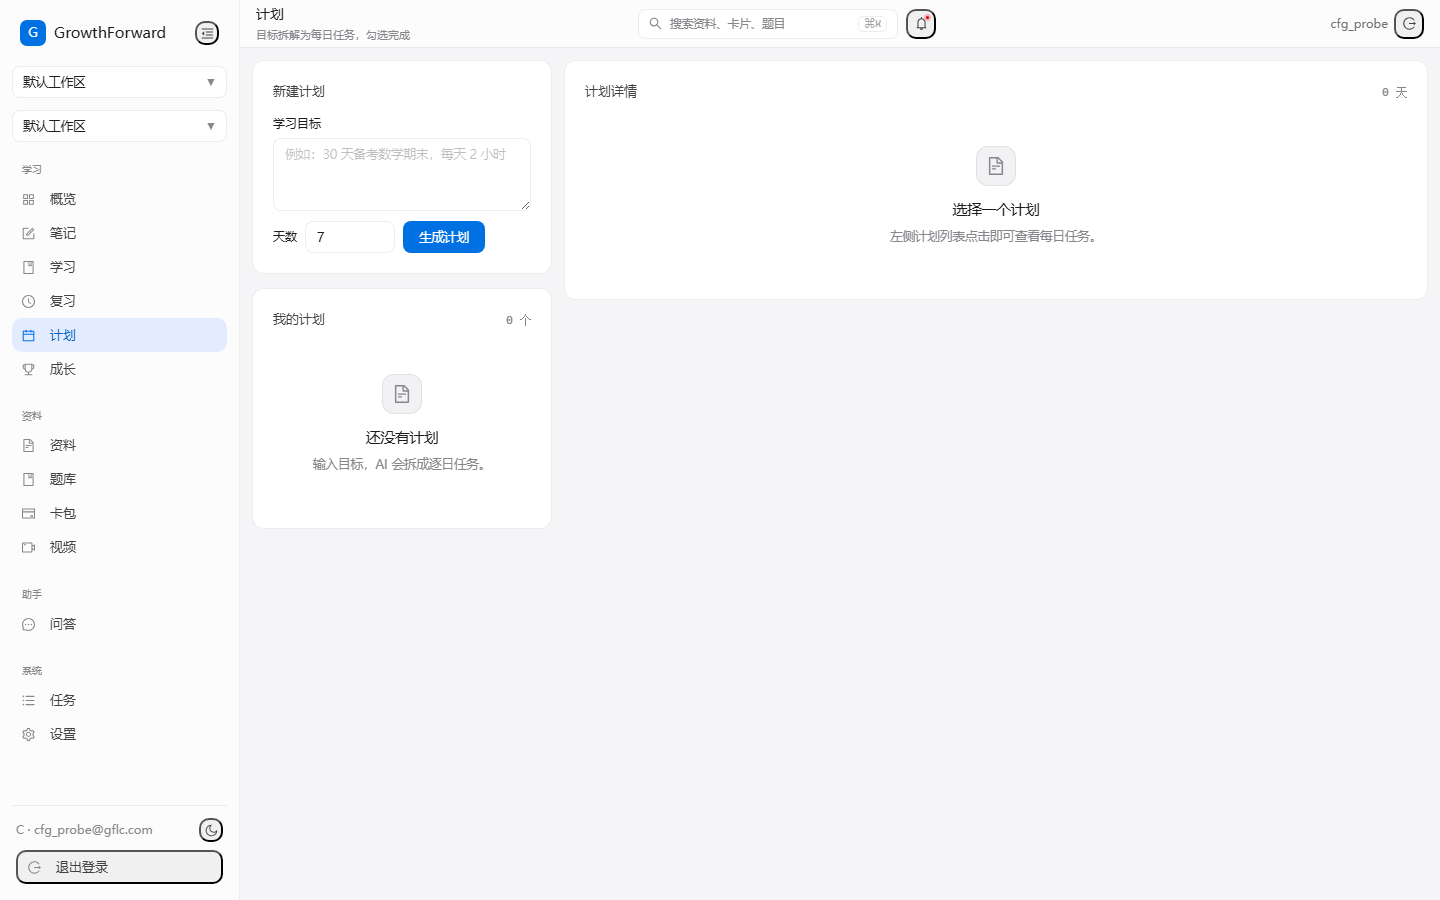 G GrowthForward
默认工作区 ▼
默认工作区 ▼
学习
概览
笔记
学习
复习
计划
成长
资料
资料
题库
卡包
视频
助手
问答
系统
任务
设置
C · cfg_probe@gflc.com
退出登录
计划
目标拆解为每日任务，勾选完成
搜索资料、卡片、题目 ⌘K
cfg_probe
新建计划
学习目标
例如：30 天备考数学期末，每天 2 小时
天数 7 生成计划
我的计划 0 个
还没有计划
输入目标，AI 会拆成逐日任务。
计划详情 0 天
选择一个计划
左侧计划列表点击即可查看每日任务。